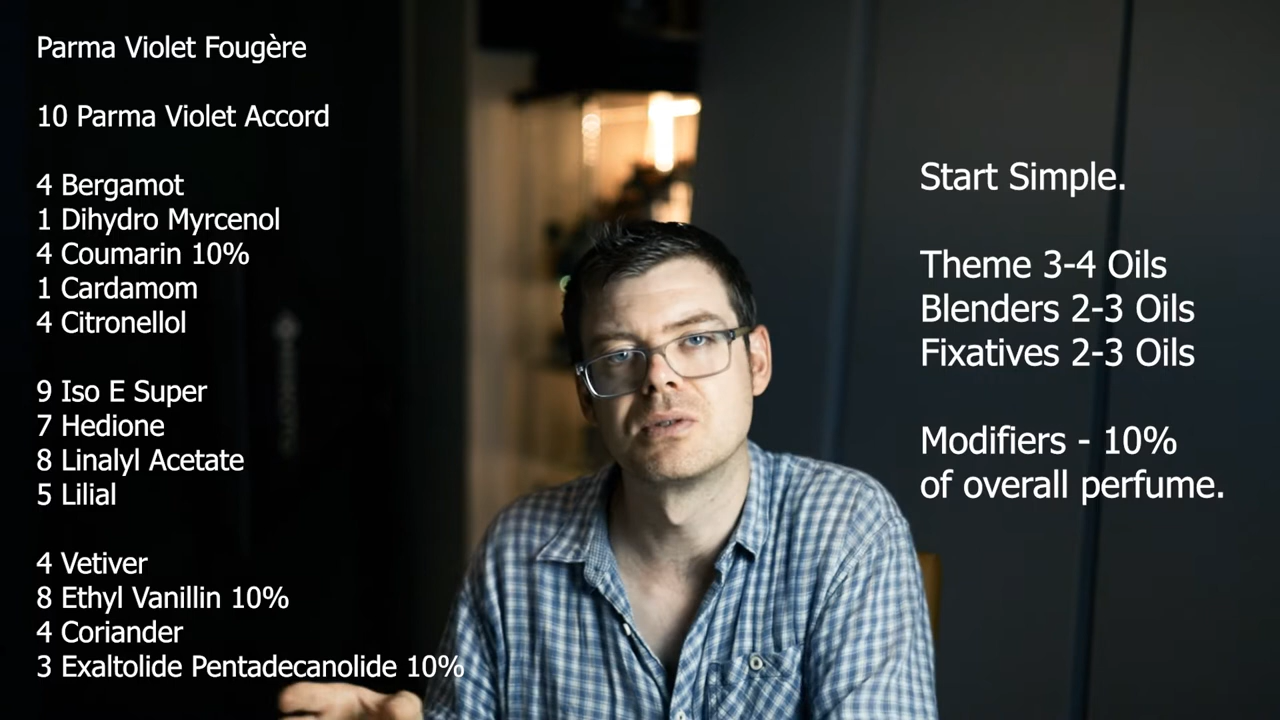 Parma Violet Fougère
10 Parma Violet Accord
4 Bergamot
1 Dihydro Myrcenol
4 Coumarin 10%
1 Cardamom
4 Citronellol
9 Iso E Super
7 Hedione
8 Linalyl Acetate
5 Lilial
4 Vetiver
8 Ethyl Vanillin 10%
4 Coriander
3 Exaltolide Pentadecanolide 10%
Start Simple.
Theme 3-4 Oils
Blenders 2-3 Oils
Fixatives 2-3 Oils
Modifiers - 10%
of overall perfume.